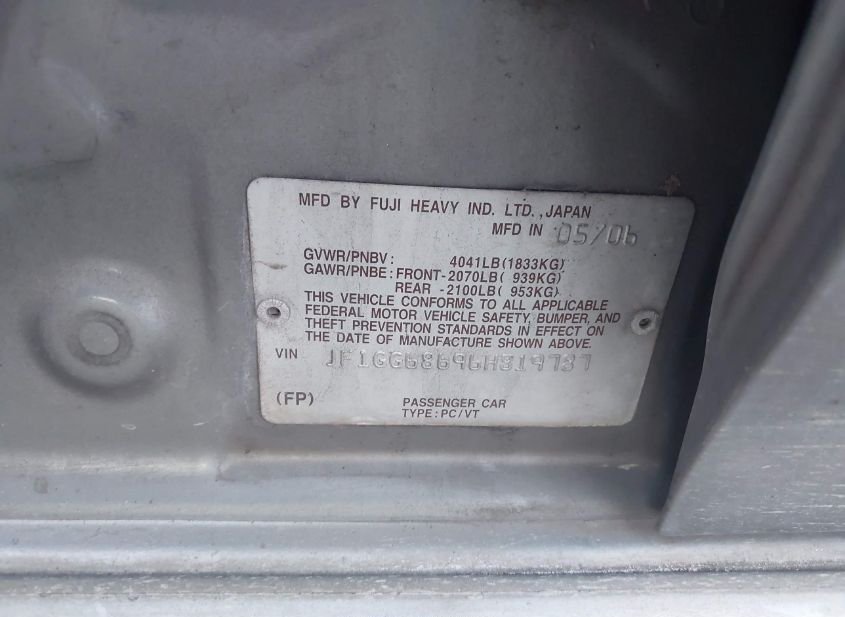 MFD BY FUJI HEAVY IND. LTD., JAPAN
MFD IN 05/06
GVWR/PNBV: 4041LB(1833KG)
GAWR/PNBE: FRONT-2070LB( 939KG)
REAR -2100LB( 953KG)
THIS VEHICLE CONFORMS TO ALL APPLICABLE
FEDERAL MOTOR VEHICLE SAFETY, BUMPER, AND
THEFT PREVENTION STANDARDS IN EFFECT ON
THE DATE OF MANUFACTURE SHOWN ABOVE.
VIN JF1GG68696H819787
(FP) PASSENGER CAR
TYPE: PC/VT